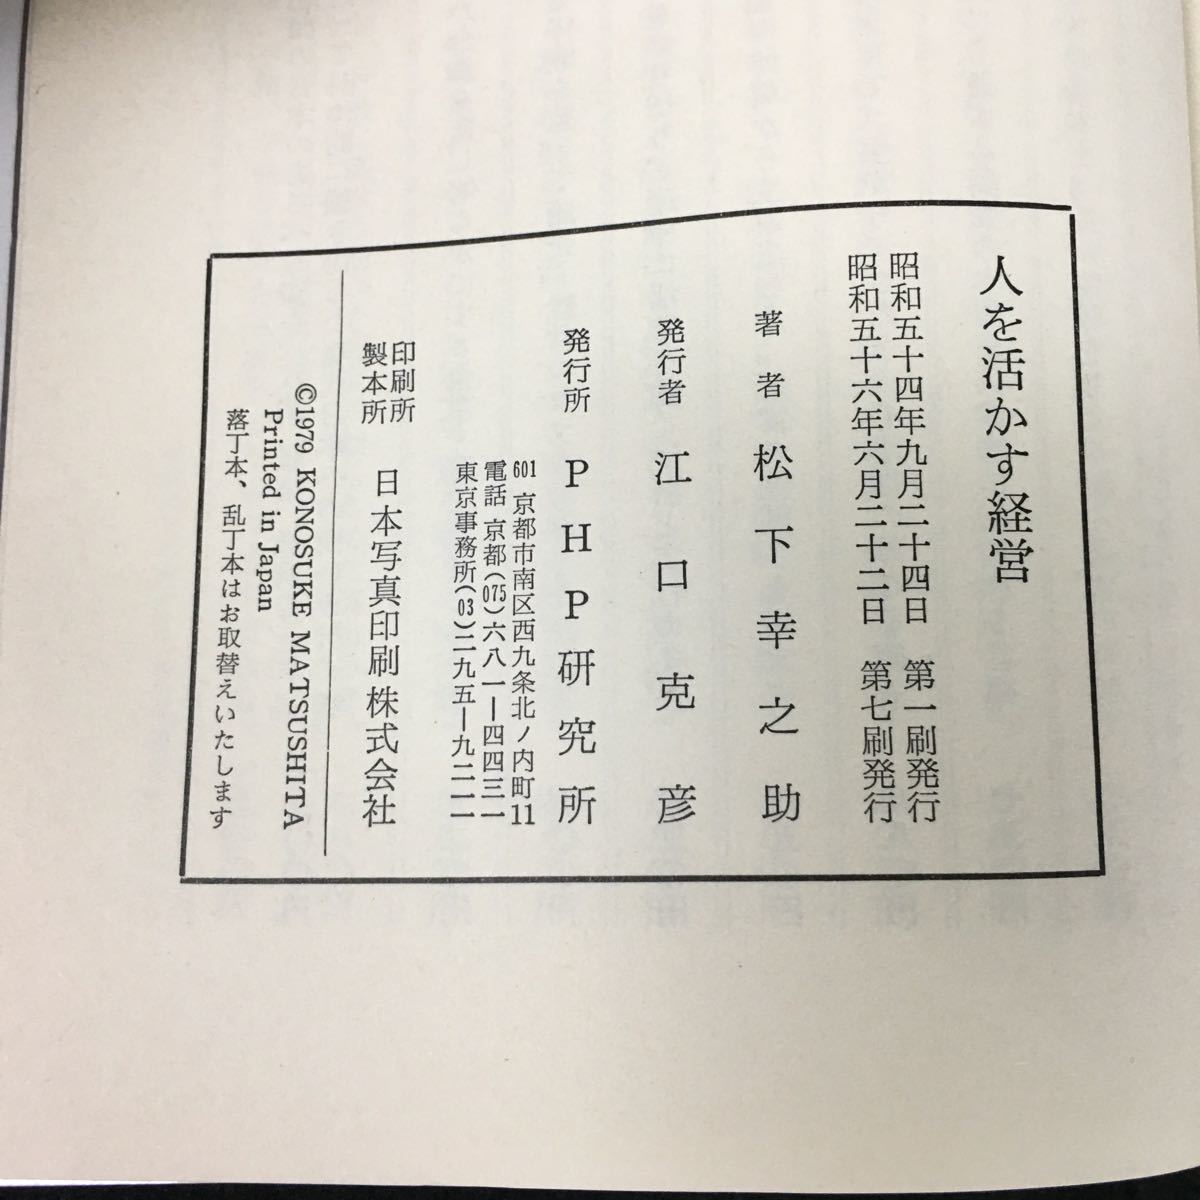 人を活かす経営
昭和五十四年九月二十四日　第一刷発行
昭和五十六年六月二十二日　第七刷発行
著者　松下幸之助
発行者　江口克彦
発行所　PHP研究所
601 京都市南区西九条北ノ内町11
電話 京都(075)六八一―四四三一
東京事務所(03)二九五―九二一一
印刷所
製本所　日本写真印刷株式会社
©1979 KONOSUKE MATSUSHITA
Printed in Japan
落丁本、乱丁本はお取替えいたします